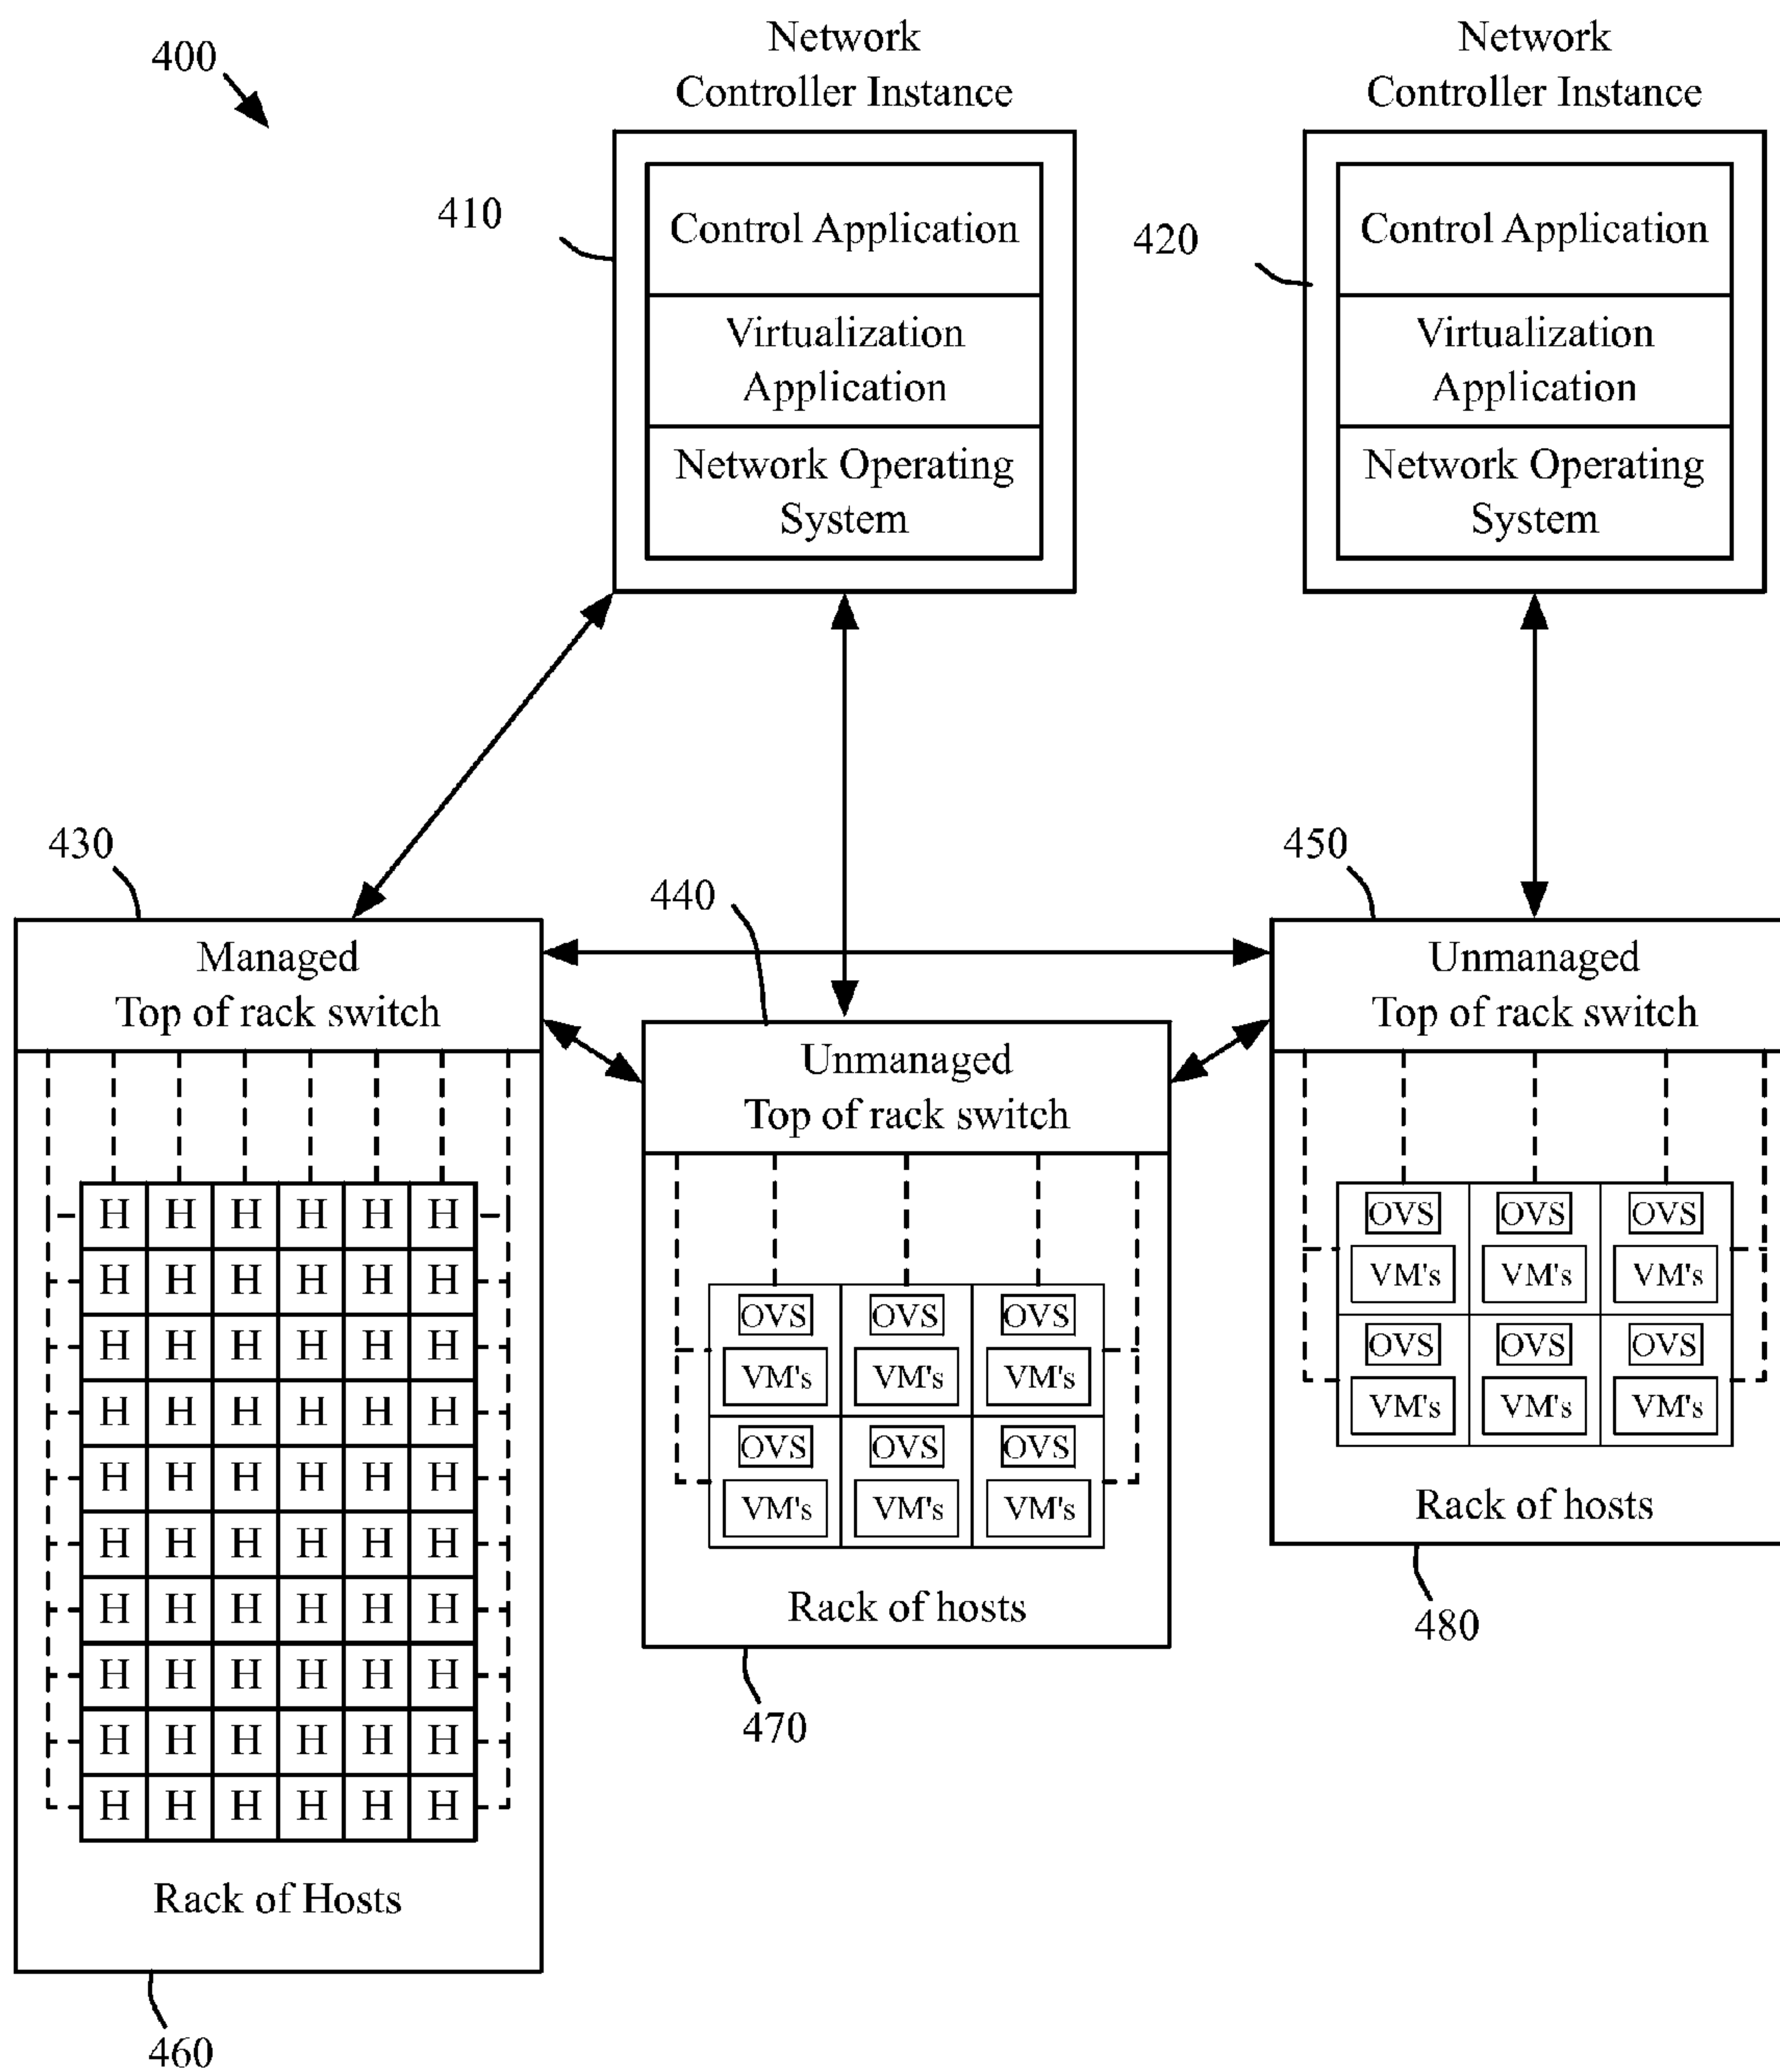 400
Network
Controller Instance
410
Control Application
Virtualization
Application
Network Operating
System
Network
Controller Instance
420
Control Application
Virtualization
Application
Network Operating
System
430
Managed
Top of rack switch
H H H H H H
H H H H H H
H H H H H H
H H H H H H
H H H H H H
H H H H H H
H H H H H H
H H H H H H
H H H H H H
H H H H H H
Rack of Hosts
460
440
Unmanaged
Top of rack switch
OVS OVS OVS
VM's VM's VM's
OVS OVS OVS
VM's VM's VM's
Rack of hosts
470
450
Unmanaged
Top of rack switch
OVS OVS OVS
VM's VM's VM's
OVS OVS OVS
VM's VM's VM's
Rack of hosts
480